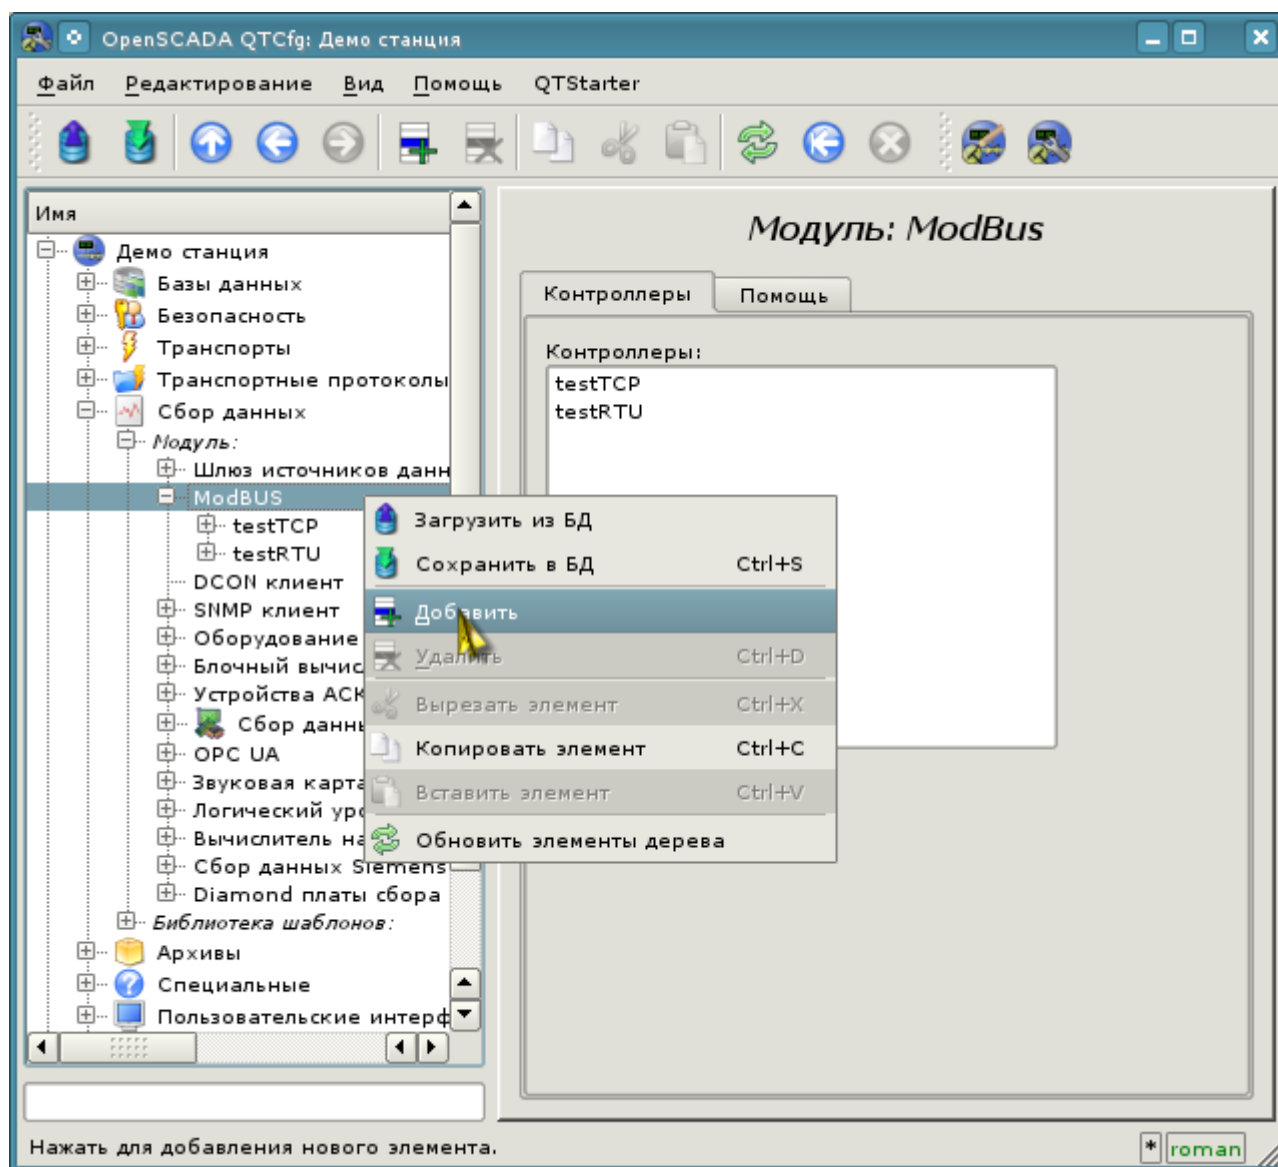 OpenSCADA QTCfg: Демо станция
Файл Редактирование Вид Помощь QTStarter
Имя
Демо станция
Базы данных
Безопасность
Транспорты
Транспортные протоколы
Сбор данных
Модуль:
Шлюз источников данн
ModBUS
testTCP
testRTU
DCON клиент
SNMP клиент
Оборудование
Блочный вычис
Устройства АСК
Сбор данны
OPC UA
Звуковая карта
Логический уро
Вычислитель на
Сбор данных Siemens
Diamond платы сбора
Библиотека шаблонов:
Архивы
Специальные
Пользовательские интерф
Модуль: ModBus
Контроллеры Помощь
Контроллеры:
testTCP
testRTU
Загрузить из БД
Сохранить в БД Ctrl+S
Добавить
Удалить Ctrl+D
Вырезать элемент Ctrl+X
Копировать элемент Ctrl+C
Вставить элемент Ctrl+V
Обновить элементы дерева
Нажать для добавления нового элемента.
* roman